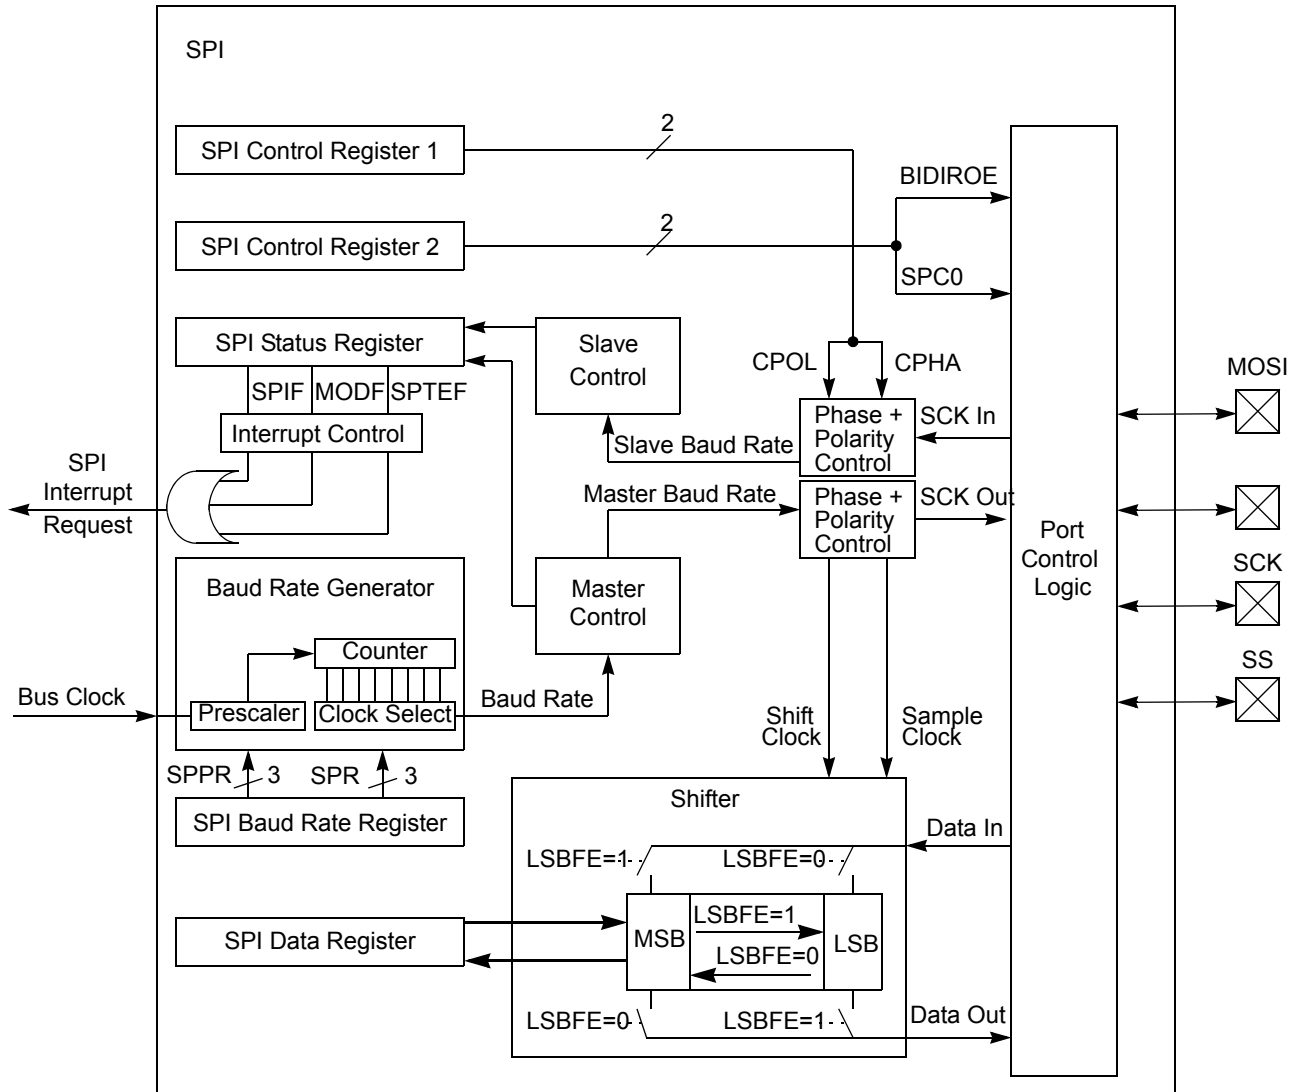 SPI
SPI Control Register 1
2
BIDIROE
SPI Control Register 2
2
SPC0
SPI Status Register
Slave
Control
CPOL
CPHA
MOSI
SPIF
MODF
SPTEF
Interrupt Control
Slave Baud Rate
Phase +
Polarity
Control
SCK In
SPI
Interrupt
Request
Master Baud Rate
Phase +
Polarity
Control
SCK Out
Port
Control
Logic
Baud Rate Generator
Master
Control
SCK
Counter
SS
Bus Clock
Prescaler
Clock Select
Baud Rate
Shift
Clock
Sample
Clock
SPPR
3
SPR
3
SPI Baud Rate Register
Shifter
Data In
LSBFE=1
LSBFE=0
SPI Data Register
MSB
LSBFE=1
LSBFE=0
LSB
LSBFE=0
LSBFE=1
Data Out